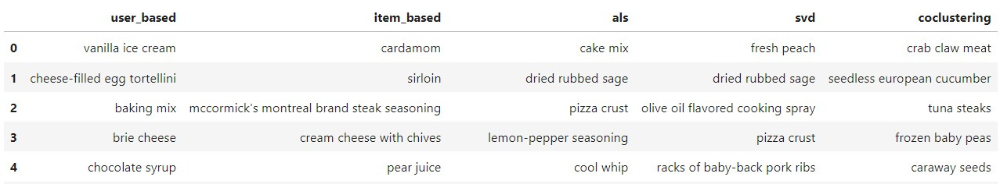 user_based item_based als svd coclustering
0 vanilla ice cream cardamom cake mix fresh peach crab claw meat
1 cheese-filled egg tortellini sirloin dried rubbed sage dried rubbed sage seedless european cucumber
2 baking mix mccormick's montreal brand steak seasoning pizza crust olive oil flavored cooking spray tuna steaks
3 brie cheese cream cheese with chives lemon-pepper seasoning pizza crust frozen baby peas
4 chocolate syrup pear juice cool whip racks of baby-back pork ribs caraway seeds